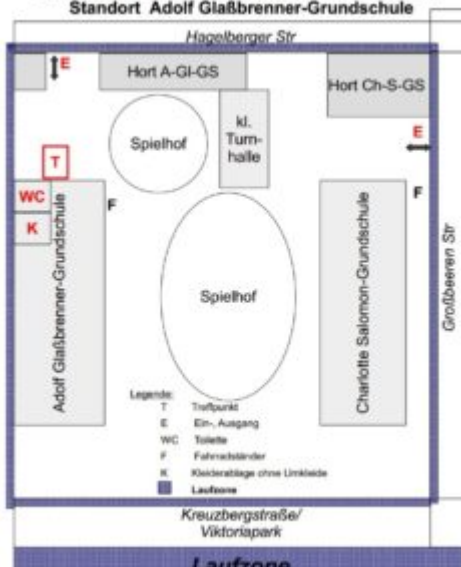 Standort Adolf Glaßbrenner-Grundschule
Hagelberger Str
E
Hort A-Gl-GS
Hort Ch-S-GS
Spielhof
kl.
Turn-
halle
E
T
WC
F
F
K
Adolf Glaßbrenner-Grundschule
Spielhof
Charlotte Salomon-Grundschule
Großbeeren Str
Legende:
T Treffpunkt
E Ein-, Ausgang
WC Toilette
F Fahrradständer
K Kleiderablage ohne Umkleide
Laufzone
Kreuzbergstraße/
Viktoriapark
Laufzone